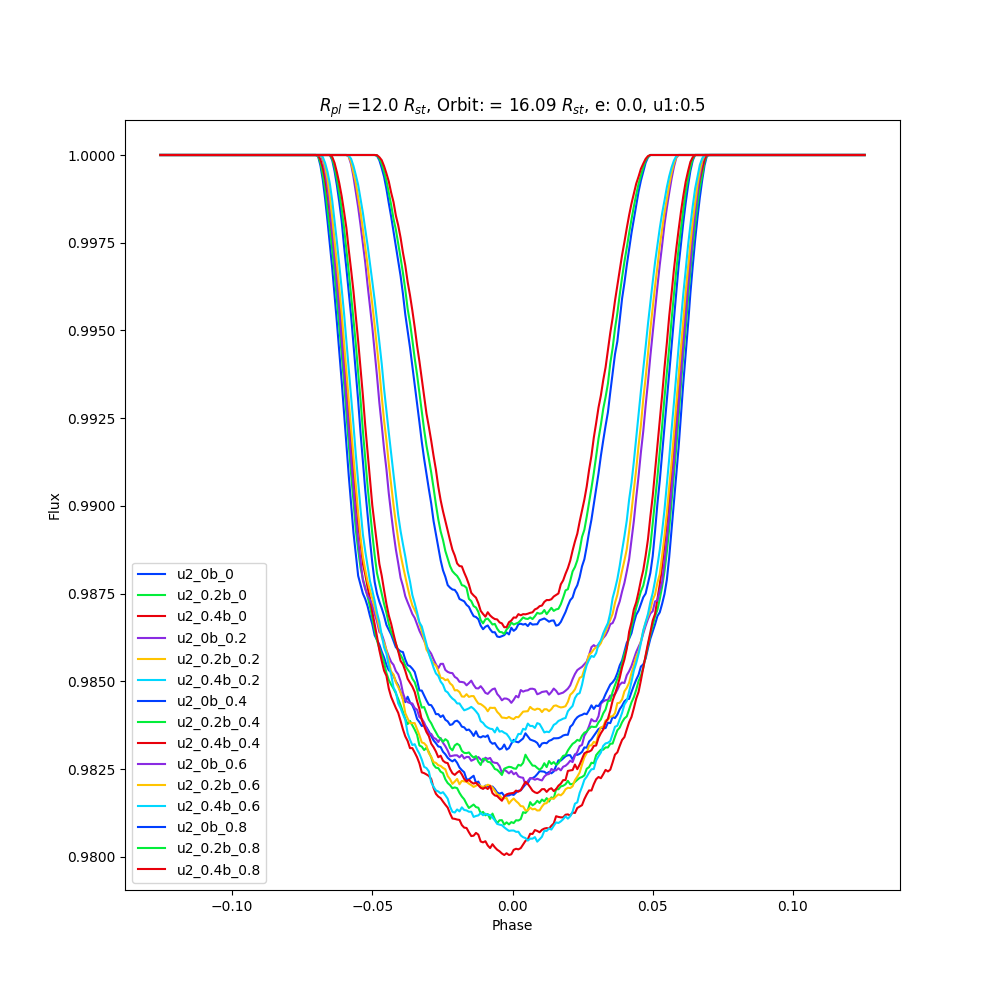 R_pl =12.0 R_st, Orbit: = 16.09 R_st, e: 0.0, u1:0.5
1.0000
0.9975
0.9950
0.9925
0.9900
0.9875
0.9850
0.9825
0.9800
Flux
u2_0b_0
u2_0.2b_0
u2_0.4b_0
u2_0b_0.2
u2_0.2b_0.2
u2_0.4b_0.2
u2_0b_0.4
u2_0.2b_0.4
u2_0.4b_0.4
u2_0b_0.6
u2_0.2b_0.6
u2_0.4b_0.6
u2_0b_0.8
u2_0.2b_0.8
u2_0.4b_0.8
−0.10 −0.05 0.00 0.05 0.10
Phase